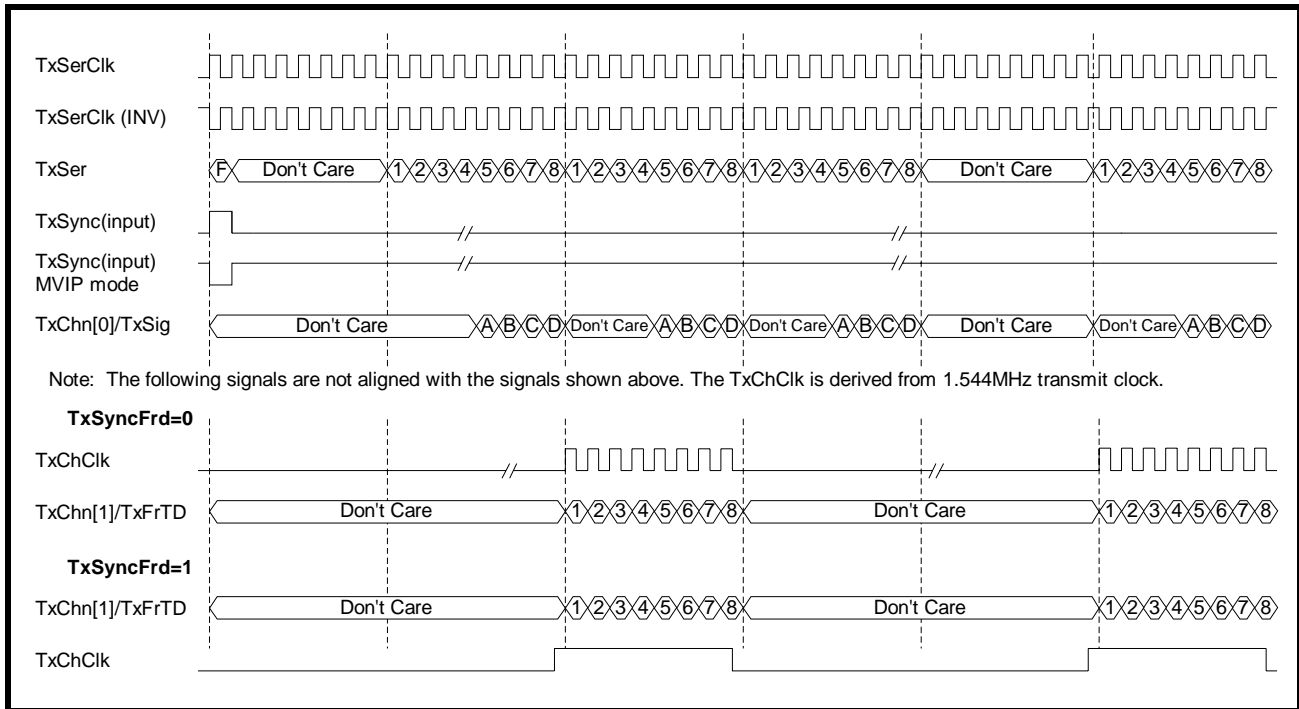 TxSerClk
TxSerClk (INV)
TxSer F Don't Care 1 2 3 4 5 6 7 8 1 2 3 4 5 6 7 8 1 2 3 4 5 6 7 8 Don't Care 1 2 3 4 5 6 7 8
TxSync(input)
TxSync(input)
MVIP mode
TxChn[0]/TxSig Don't Care A B C D Don't Care A B C D Don't Care A B C D Don't Care Don't Care A B C D
Note: The following signals are not aligned with the signals shown above. The TxChClk is derived from 1.544MHz transmit clock.
TxSyncFrd=0
TxChClk
TxChn[1]/TxFrTD Don't Care 1 2 3 4 5 6 7 8 Don't Care 1 2 3 4 5 6 7 8
TxSyncFrd=1
TxChn[1]/TxFrTD Don't Care 1 2 3 4 5 6 7 8 Don't Care 1 2 3 4 5 6 7 8
TxChClk